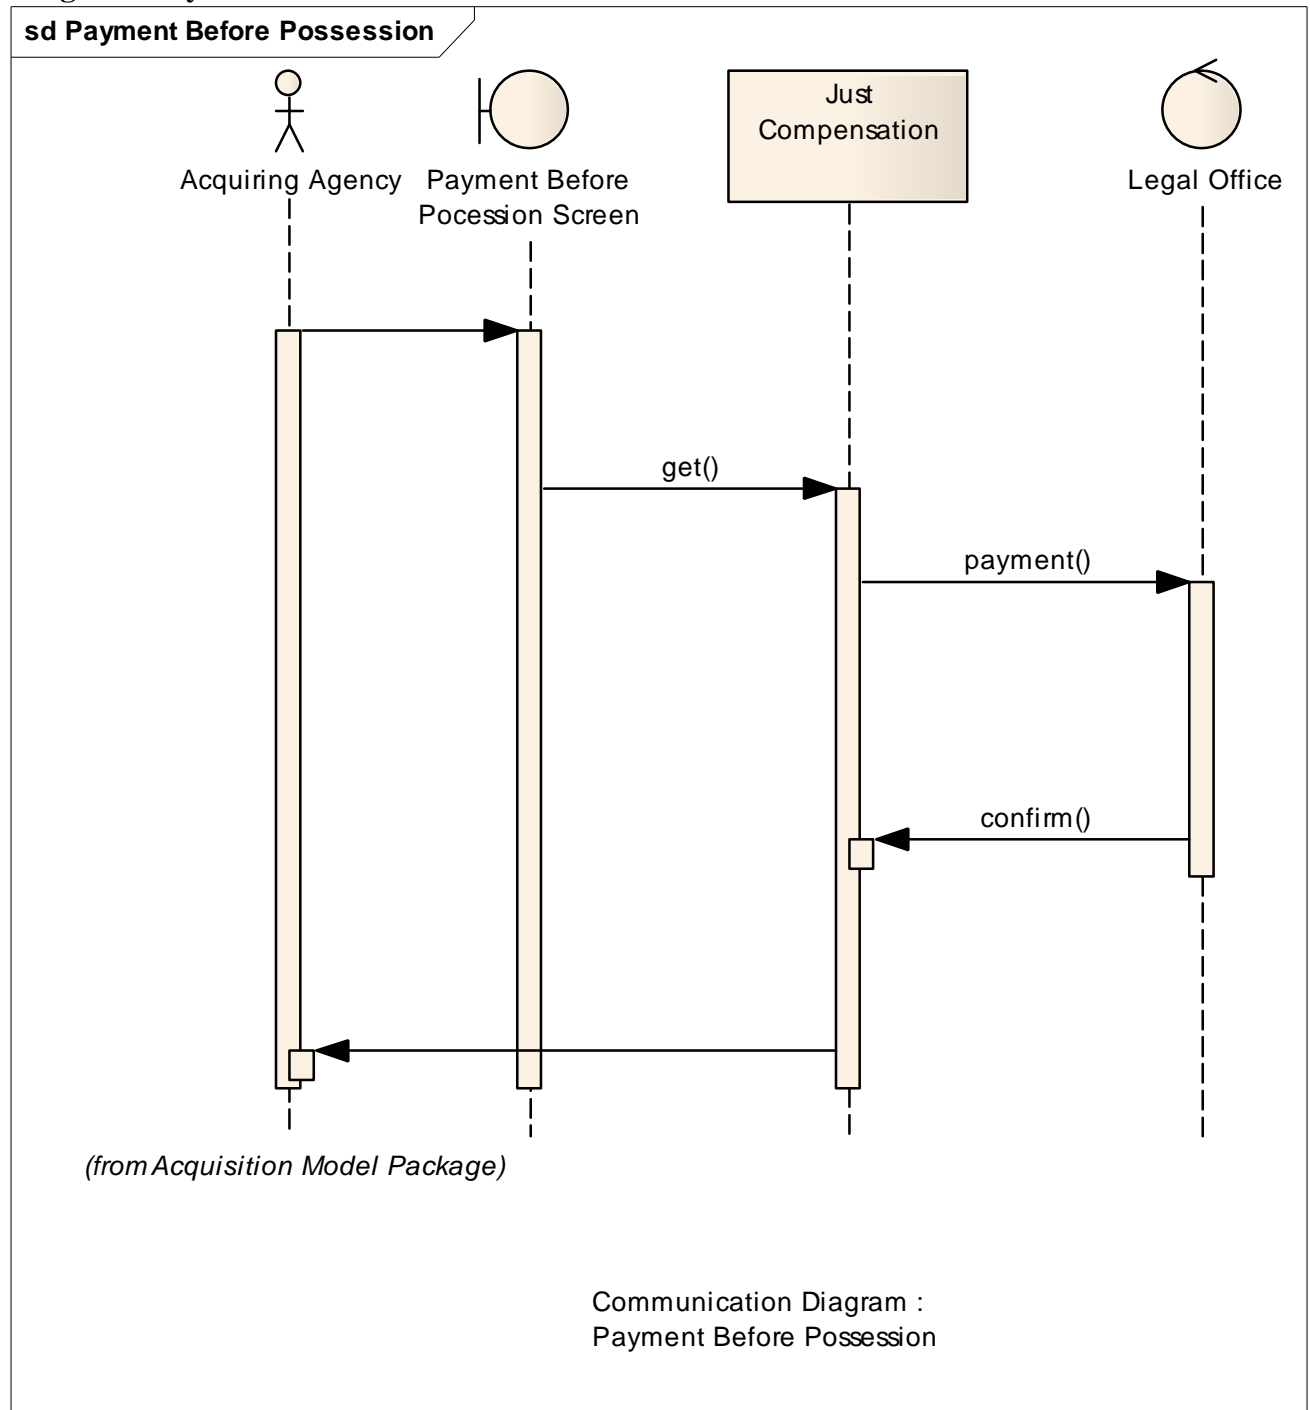 sd Payment Before Possession
Just
Compensation
Acquiring Agency
Payment Before
Pocession Screen
Legal Office
get()
payment()
confirm()
(from Acquisition Model Package)
Communication Diagram :
Payment Before Possession